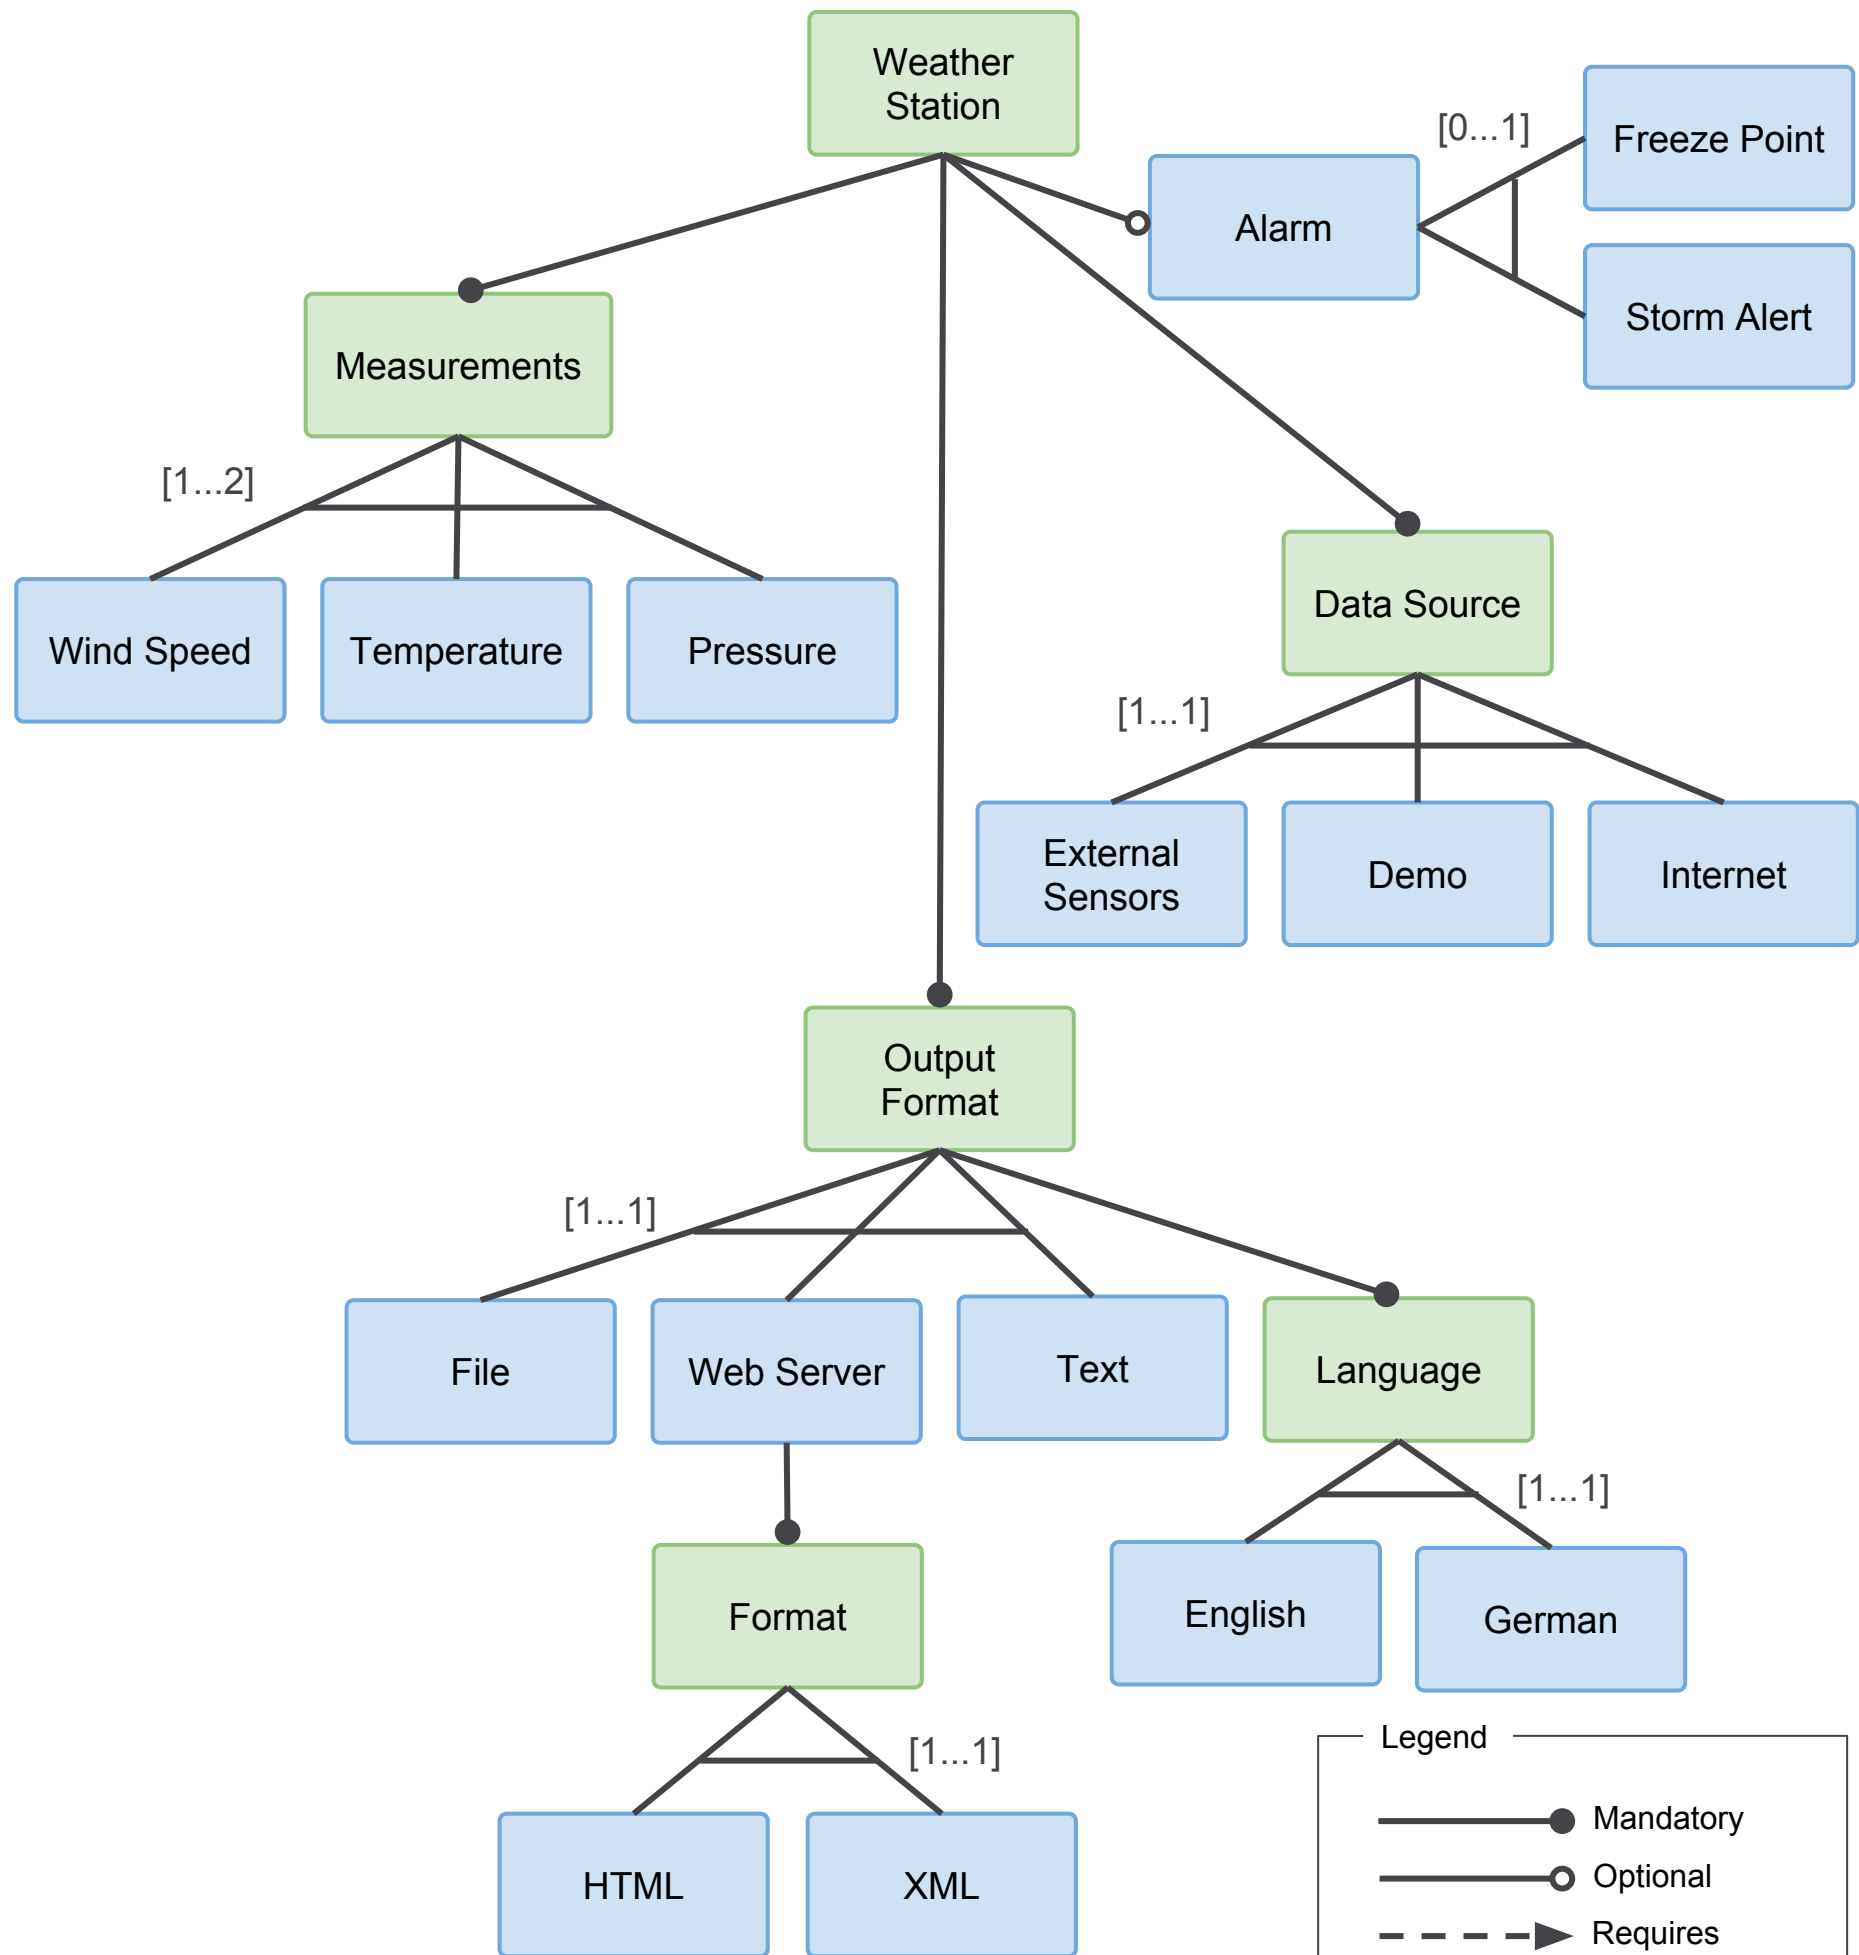 Weather
Station
[0...1]
Freeze Point
Alarm
Storm Alert
Measurements
[1...2]
Wind Speed
Temperature
Pressure
Data Source
[1...1]
External
Sensors
Demo
Internet
Output
Format
[1...1]
File
Web Server
Text
Language
[1...1]
English
German
Format
[1...1]
HTML
XML
Legend
Mandatory
Optional
Requires